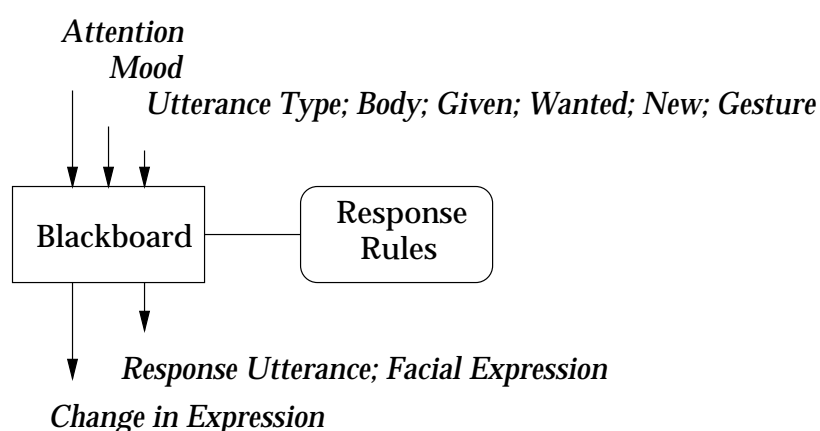 Attention
Mood
Utterance Type; Body; Given; Wanted; New; Gesture
Blackboard
Response
Rules
Response Utterance; Facial Expression
Change in Expression